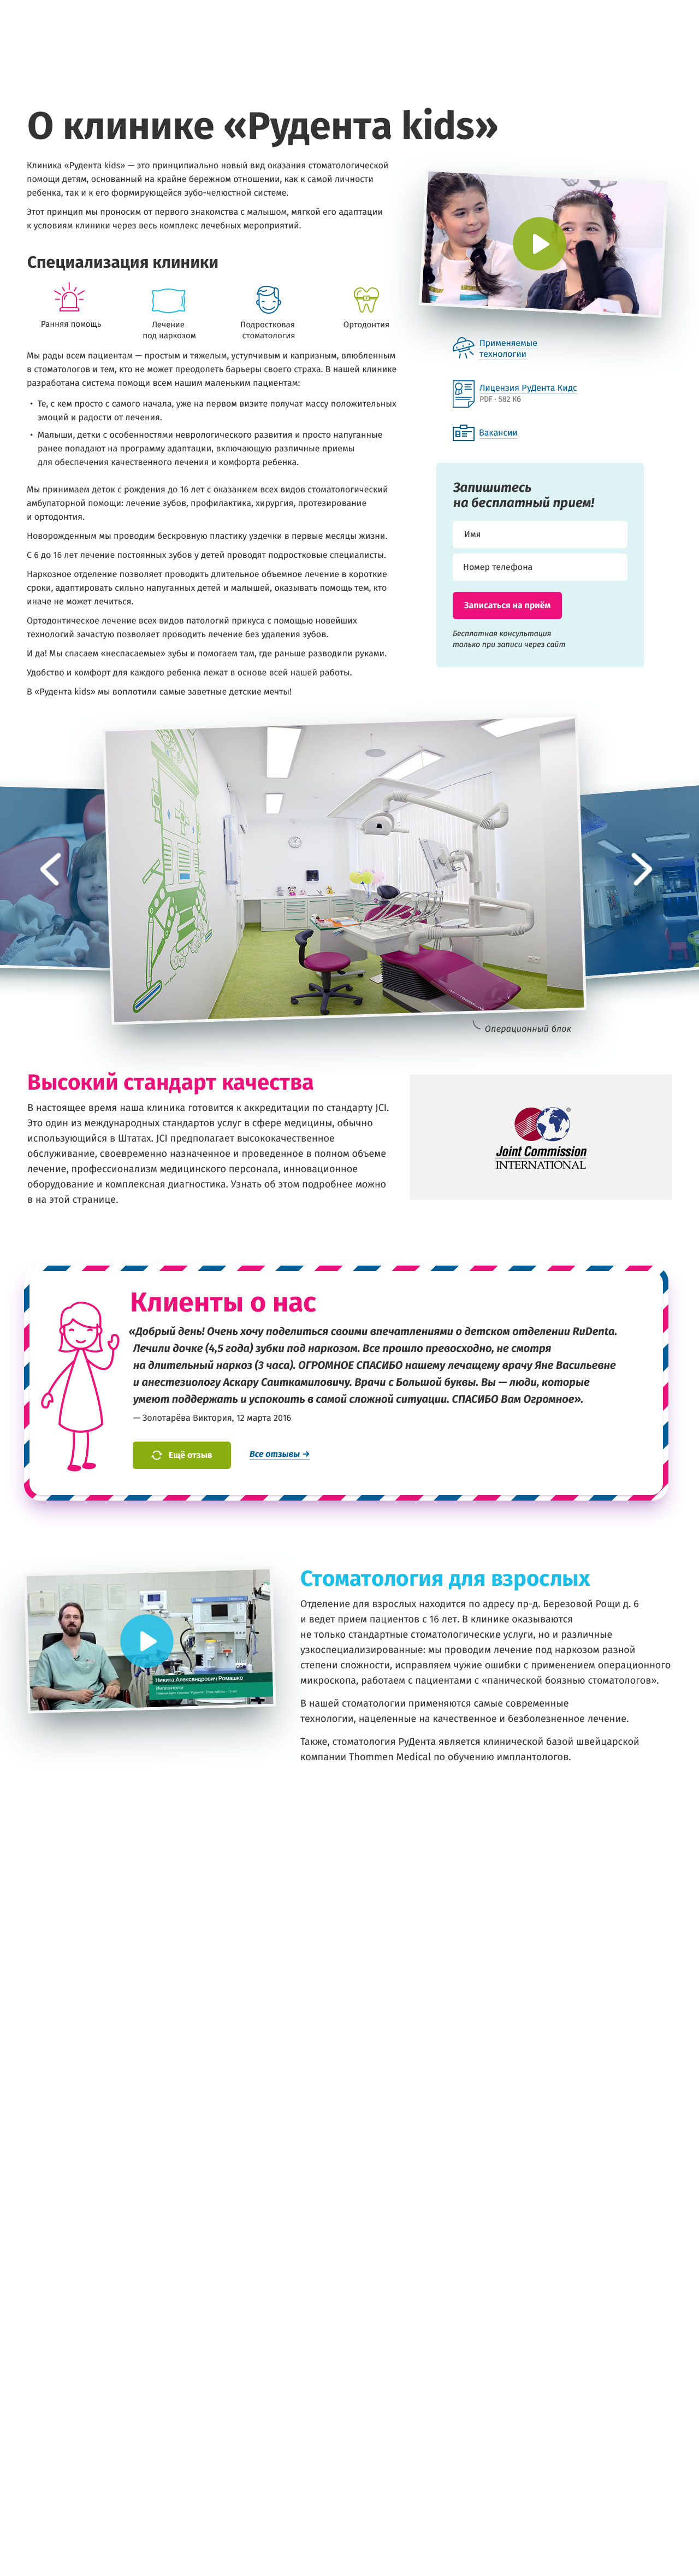 О клинике «Рудента kids»
Клиника «Рудента kids» — это принципиально новый вид оказания стоматологической
помощи детям, основанный на крайне бережном отношении, как к самой личности
ребенка, так и к его формирующейся зубо-челюстной системе.
Этот принцип мы проносим от первого знакомства с малышом, мягкой его адаптации
к условиям клиники через весь комплекс лечебных мероприятий.
Специализация клиники
Ранняя помощь
Лечение
под наркозом
Подростковая
стоматология
Ортодонтия
Мы рады всем пациентам — простым и тяжелым, уступчивым и капризным, влюбленным
в стоматологов и тем, кто не может преодолеть барьеры своего страха. В нашей клинике
разработана система помощи всем нашим маленьким пациентам:
• Те, с кем просто с самого начала, уже на первом визите получат массу положительных
эмоций и радости от лечения.
• Малыши, детки с особенностями неврологического развития и просто напуганные
ранее попадают на программу адаптации, включающую различные приемы
для обеспечения качественного лечения и комфорта ребенка.
Мы принимаем деток с рождения до 16 лет с оказанием всех видов стоматологический
амбулаторной помощи: лечение зубов, профилактика, хирургия, протезирование
и ортодонтия.
Новорожденным мы проводим бескровную пластику уздечки в первые месяцы жизни.
С 6 до 16 лет лечение постоянных зубов у детей проводят подростковые специалисты.
Наркозное отделение позволяет проводить длительное объемное лечение в короткие
сроки, адаптировать сильно напуганных детей и малышей, оказывать помощь тем, кто
иначе не может лечиться.
Ортодонтическое лечение всех видов патологий прикуса с помощью новейших
технологий зачастую позволяет проводить лечение без удаления зубов.
И да! Мы спасаем «неспасаемые» зубы и помогаем там, где раньше разводили руками.
Удобство и комфорт для каждого ребенка лежат в основе всей нашей работы.
В «Рудента kids» мы воплотили самые заветные детские мечты!
Применяемые
технологии
Лицензия РуДента Кидс
PDF · 582 Кб
Вакансии
Запишитесь
на бесплатный прием!
Имя
Номер телефона
Записаться на приём
Бесплатная консультация
только при записи через сайт
Операционный блок
Высокий стандарт качества
В настоящее время наша клиника готовится к аккредитации по стандарту JCI.
Это один из международных стандартов услуг в сфере медицины, обычно
использующийся в Штатах. JCI предполагает высококачественное
обслуживание, своевременно назначенное и проведенное в полном объеме
лечение, профессионализм медицинского персонала, инновационное
оборудование и комплексная диагностика. Узнать об этом подробнее можно
в на этой странице.
®
Joint Commission
INTERNATIONAL
Клиенты о нас
«Добрый день! Очень хочу поделиться своими впечатлениями о детском отделении RuDenta.
Лечили дочке (4,5 года) зубки под наркозом. Все прошло превосходно, не смотря
на длительный наркоз (3 часа). ОГРОМНОЕ СПАСИБО нашему лечащему врачу Яне Васильевне
и анестезиологу Аскару Саиткамиловичу. Врачи с Большой буквы. Вы — люди, которые
умеют поддержать и успокоить в самой сложной ситуации. СПАСИБО Вам Огромное».
— Золотарёва Виктория, 12 марта 2016
Ещё отзыв
Все отзывы →
Никита Александрович Ромашко
Имплантолог
Стоматология для взрослых
Отделение для взрослых находится по адресу пр-д. Березовой Рощи д. 6
и ведет прием пациентов с 16 лет. В клинике оказываются
не только стандартные стоматологические услуги, но и различные
узкоспециализированные: мы проводим лечение под наркозом разной
степени сложности, исправляем чужие ошибки с применением операционного
микроскопа, работаем с пациентами с «панической боязнью стоматологов».
В нашей стоматологии применяются самые современные
технологии, нацеленные на качественное и безболезненное лечение.
Также, стоматология РуДента является клинической базой швейцарской
компании Thommen Medical по обучению имплантологов.